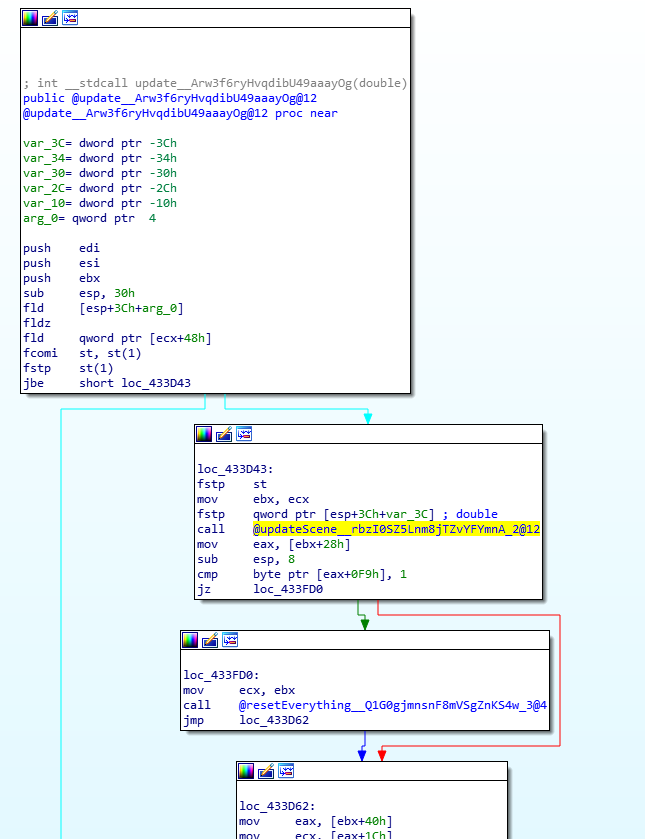 ; int __stdcall update__Arw3f6ryHvqdibU49aaayOg(double)
public @update__Arw3f6ryHvqdibU49aaayOg@12
@update__Arw3f6ryHvqdibU49aaayOg@12 proc near
var_3C= dword ptr -3Ch
var_34= dword ptr -34h
var_30= dword ptr -30h
var_2C= dword ptr -2Ch
var_10= dword ptr -10h
arg_0= qword ptr  4
push    edi
push    esi
push    ebx
sub     esp, 30h
fld     [esp+3Ch+arg_0]
fldz
fld     qword ptr [ecx+48h]
fcomi   st, st(1)
fstp    st(1)
jbe     short loc_433D43
loc_433D43:
fstp    st
mov     ebx, ecx
fstp    qword ptr [esp+3Ch+var_3C] ; double
call    @updateScene__rbzI0SZ5Lnm8jTZvYFYmnA_2@12
mov     eax, [ebx+28h]
sub     esp, 8
cmp     byte ptr [eax+0F9h], 1
jz      loc_433FD0
loc_433FD0:
mov     ecx, ebx
call    @resetEverything__Q1G0gjmnsnF8mVSgZnKS4w_3@4
jmp     loc_433D62
loc_433D62:
mov     eax, [ebx+40h]
mov     ecx, [eax+1Ch]